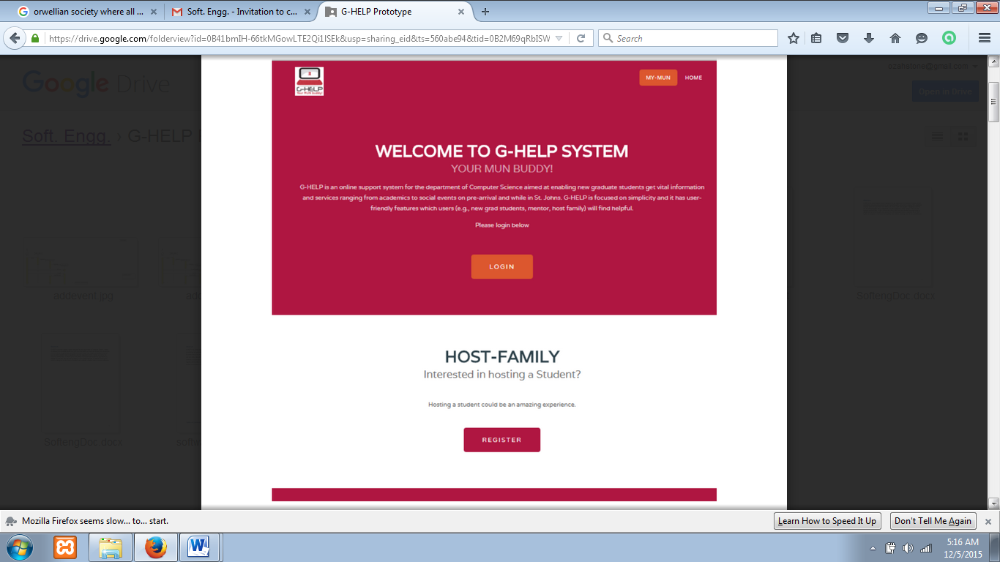 orwellian society where all ...
Soft. Engg. - Invitation to c...
G-HELP Prototype
https://drive.google.com/folderview?id=0B41bmIH-66tkMGowLTE2Qi1lSEk&usp=sharing_eid&ts=560abe94&tid=0B2M69qRbISW
Search
Google Drive
ozahstone@gmail.com
Open in Drive
Soft. Engg. › G-HELP
G-HELP
Your MUN Buddy!
MY-MUN HOME
WELCOME TO G-HELP SYSTEM
YOUR MUN BUDDY!
G-HELP is an online support system for the department of Computer Science aimed at enabling new graduate students get vital information
and services ranging from academics to social events on pre-arrival and while in St. Johns. G-HELP is focused on simplicity and it has user-
friendly features which users (e.g., new grad students, mentor, host family) will find helpful.
Please login below
LOGIN
addevent.jpg
SoftengDoc.docx
HOST-FAMILY
Interested in hosting a Student?
Hosting a student could be an amazing experience.
REGISTER
SoftengDoc.docx
Mozilla Firefox seems slow... to... start.
Learn How to Speed It Up
Don't Tell Me Again
5:16 AM
12/5/2015